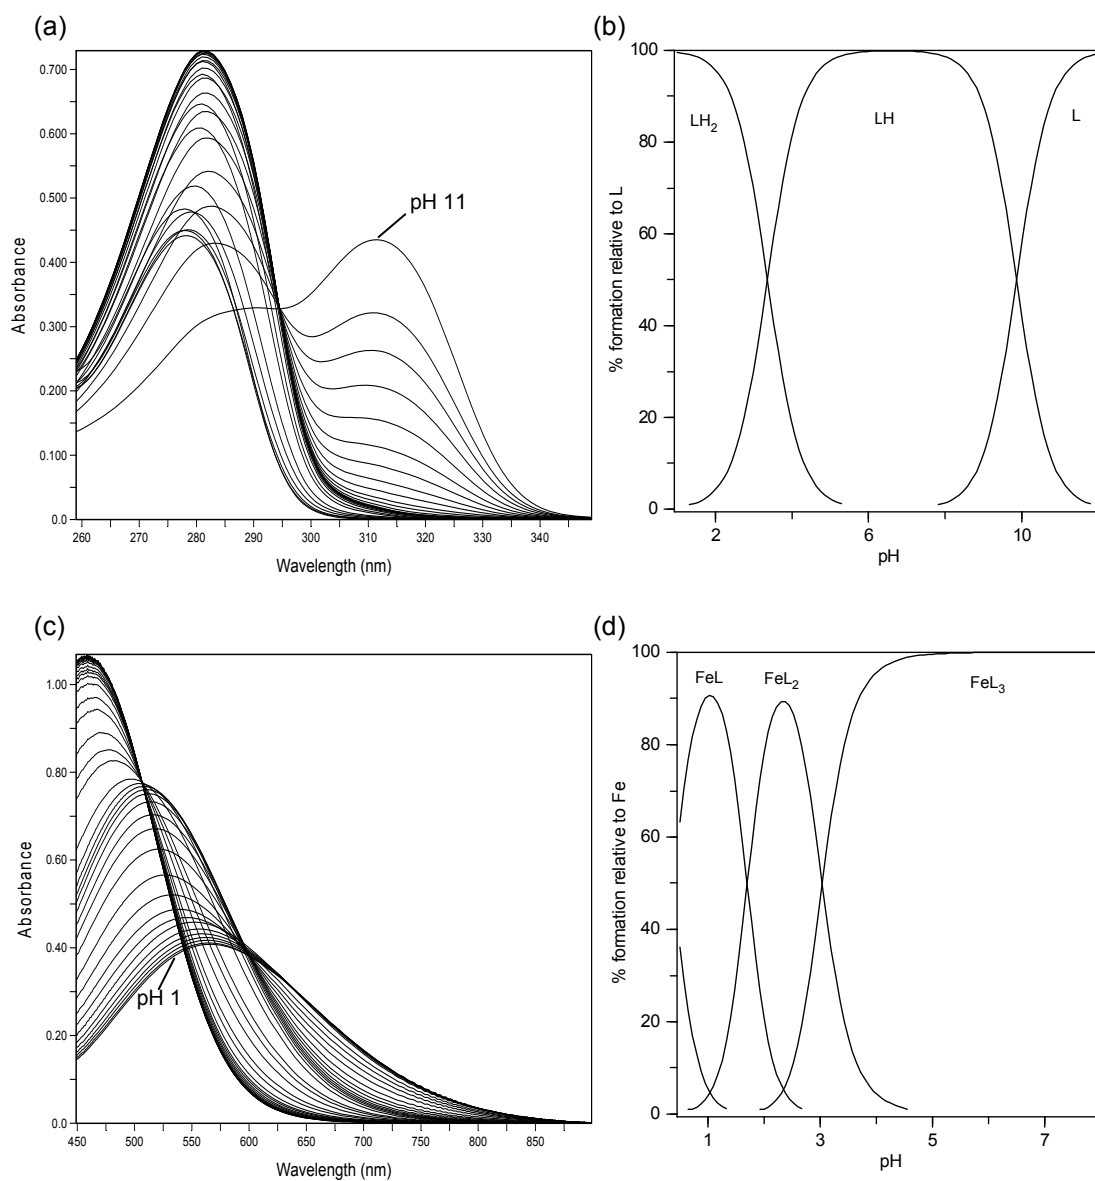 (a)
0.700
0.600
0.500
0.400
0.300
0.200
0.100
0.0
Absorbance
pH 11
260 270 280 290 300 310 320 330 340
Wavelength (nm)
(b)
100
80
60
40
20
0
% formation relative to L
LH2
LH
L
2 6 10
pH
(c)
1.00
0.80
0.60
0.40
0.20
0.0
Absorbance
pH 1
450 500 550 600 650 700 750 800 850
Wavelength (nm)
(d)
100
80
60
40
20
0
% formation relative to Fe
FeL
FeL2
FeL3
1 3 5 7
pH